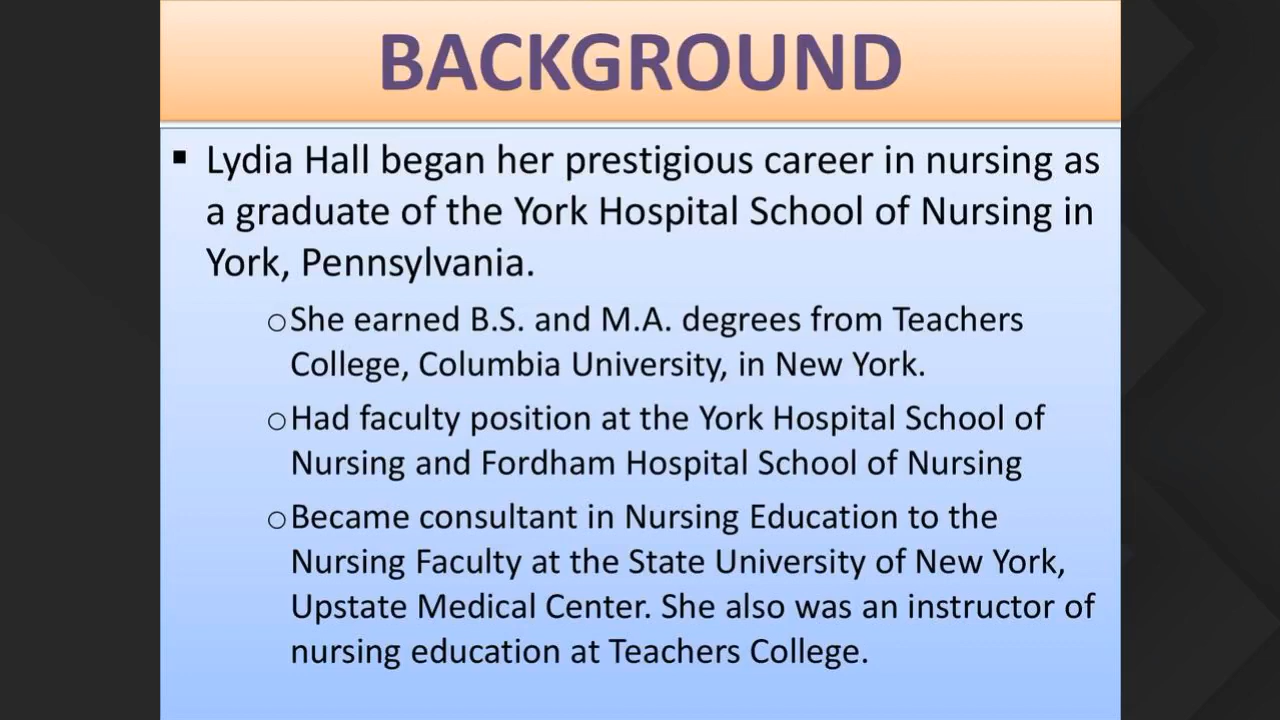 BACKGROUND
▪ Lydia Hall began her prestigious career in nursing as
a graduate of the York Hospital School of Nursing in
York, Pennsylvania.
○She earned B.S. and M.A. degrees from Teachers
College, Columbia University, in New York.
○Had faculty position at the York Hospital School of
Nursing and Fordham Hospital School of Nursing
○Became consultant in Nursing Education to the
Nursing Faculty at the State University of New York,
Upstate Medical Center. She also was an instructor of
nursing education at Teachers College.